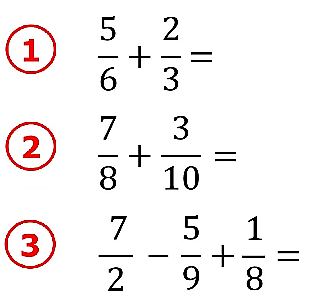 1 5/6 + 2/3 =
2 7/8 + 3/10 =
3 7/2 − 5/9 + 1/8 =